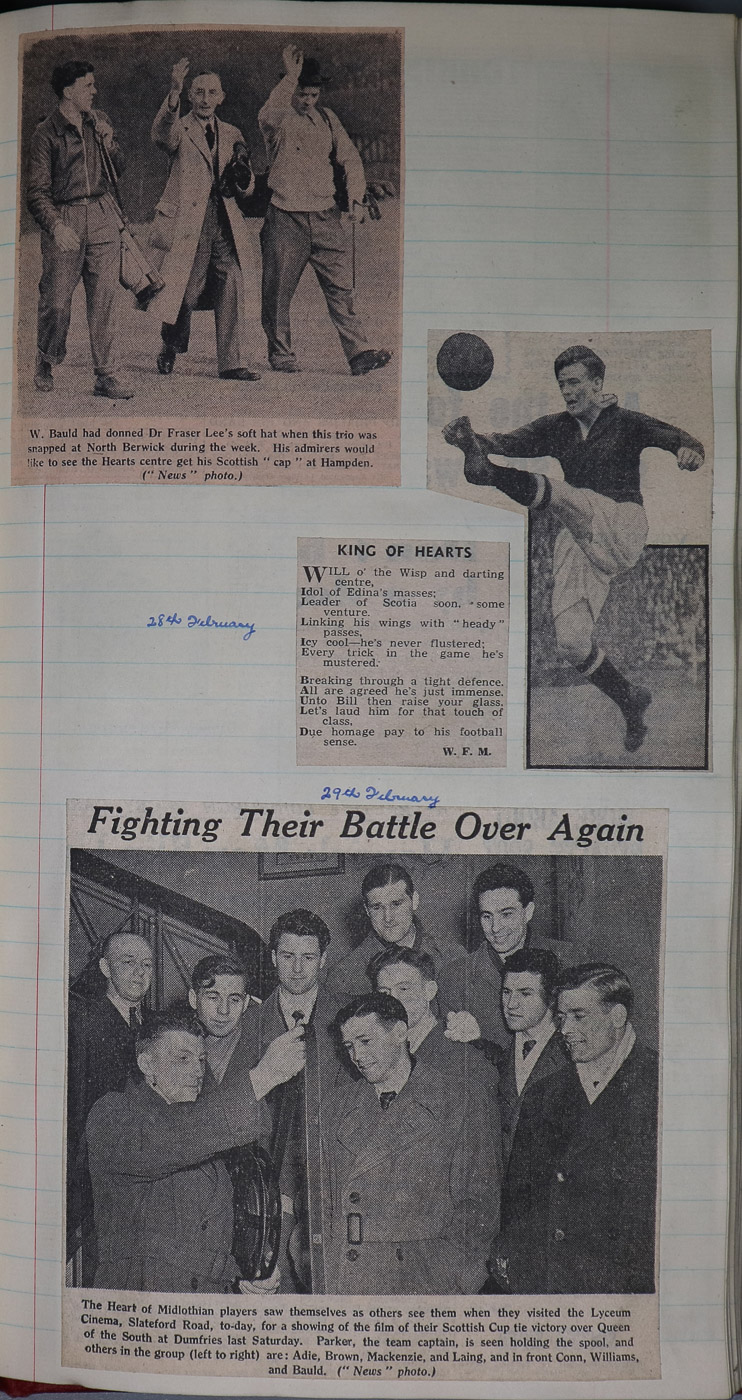 W. Bauld had donned Dr Fraser Lee's soft hat when this trio was
snapped at North Berwick during the week. His admirers would
like to see the Hearts centre get his Scottish " cap " at Hampden.
(" News " photo.)
28th February
KING OF HEARTS
WILL o' the Wisp and darting
centre,
Idol of Edina's masses;
Leader of Scotia soon, some
venture.
Linking his wings with " heady "
passes,
Icy cool—he's never flustered;
Every trick in the game he's
mustered.
Breaking through a tight defence.
All are agreed he's just immense.
Unto Bill then raise your glass.
Let's laud him for that touch of
class,
Due homage pay to his football
sense.
W. F. M.
29th February
Fighting Their Battle Over Again
The Heart of Midlothian players saw themselves as others see them when they visited the Lyceum
Cinema, Slateford Road, to-day, for a showing of the film of their Scottish Cup tie victory over Queen
of the South at Dumfries last Saturday. Parker, the team captain, is seen holding the spool, and
others in the group (left to right) are: Adie, Brown, Mackenzie, and Laing, and in front Conn, Williams,
and Bauld. (" News " photo.)